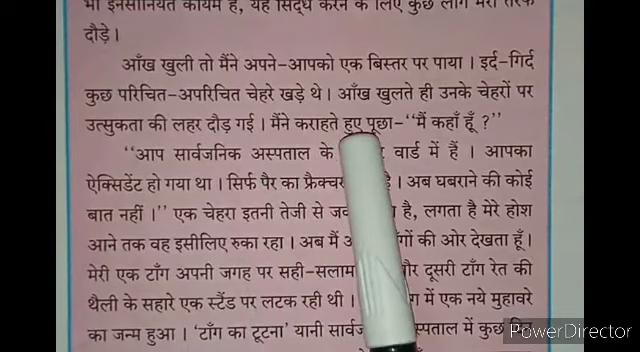 भी इनसानियत कायम है, यह सिद्ध करने के लिए कुछ लोग मेरी तरफ
दौड़े।
आँख खुली तो मैंने अपने-आपको एक बिस्तर पर पाया। इर्द-गिर्द
कुछ परिचित-अपरिचित चेहरे खड़े थे। आँख खुलते ही उनके चेहरों पर
उत्सुकता की लहर दौड़ गई। मैंने कराहते हुए पूछा-‘‘मैं कहाँ हूँ ?’’
‘‘आप सार्वजनिक अस्पताल के वार्ड में हैं। आपका
ऐक्सिडेंट हो गया था। सिर्फ पैर का फ्रैक्चर है। अब घबराने की कोई
बात नहीं।’’ एक चेहरा इतनी तेजी से है, लगता है मेरे होश
आने तक वह इसीलिए रुका रहा। अब मैं की ओर देखता हूँ।
मेरी एक टाँग अपनी जगह पर सही-सलाम और दूसरी टाँग रेत की
थैली के सहारे एक स्टैंड पर लटक रही थी। में एक नये मुहावरे
का जन्म हुआ। ‘टाँग का टूटना’ यानी में कुछ
PowerDirector